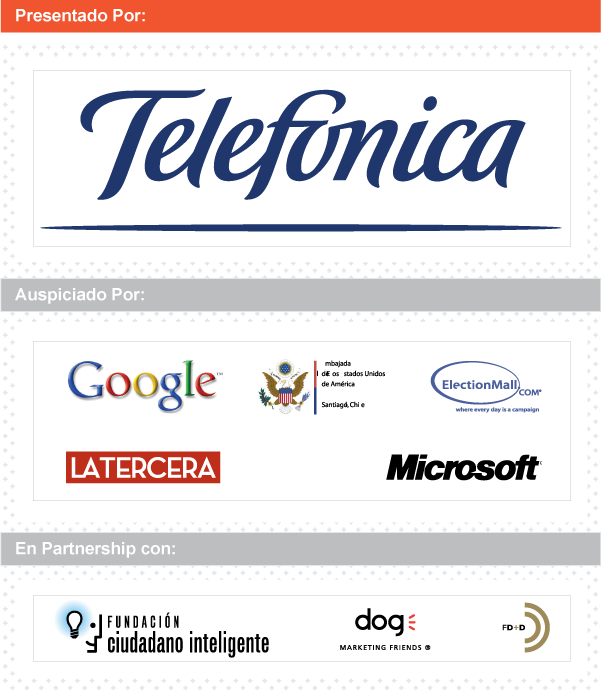 Presentado Por:
Telefonica
Auspiciado Por:
Google™
mbajada
l deE os stados Unidos
de América
Santiago, Chi e
ElectionMall.COM®
where every day is a campaign
LATERCERA
Microsoft
En Partnership con:
FUNDACIÓN
ciudadano inteligente
dog
MARKETING FRIENDS ®
FD+D